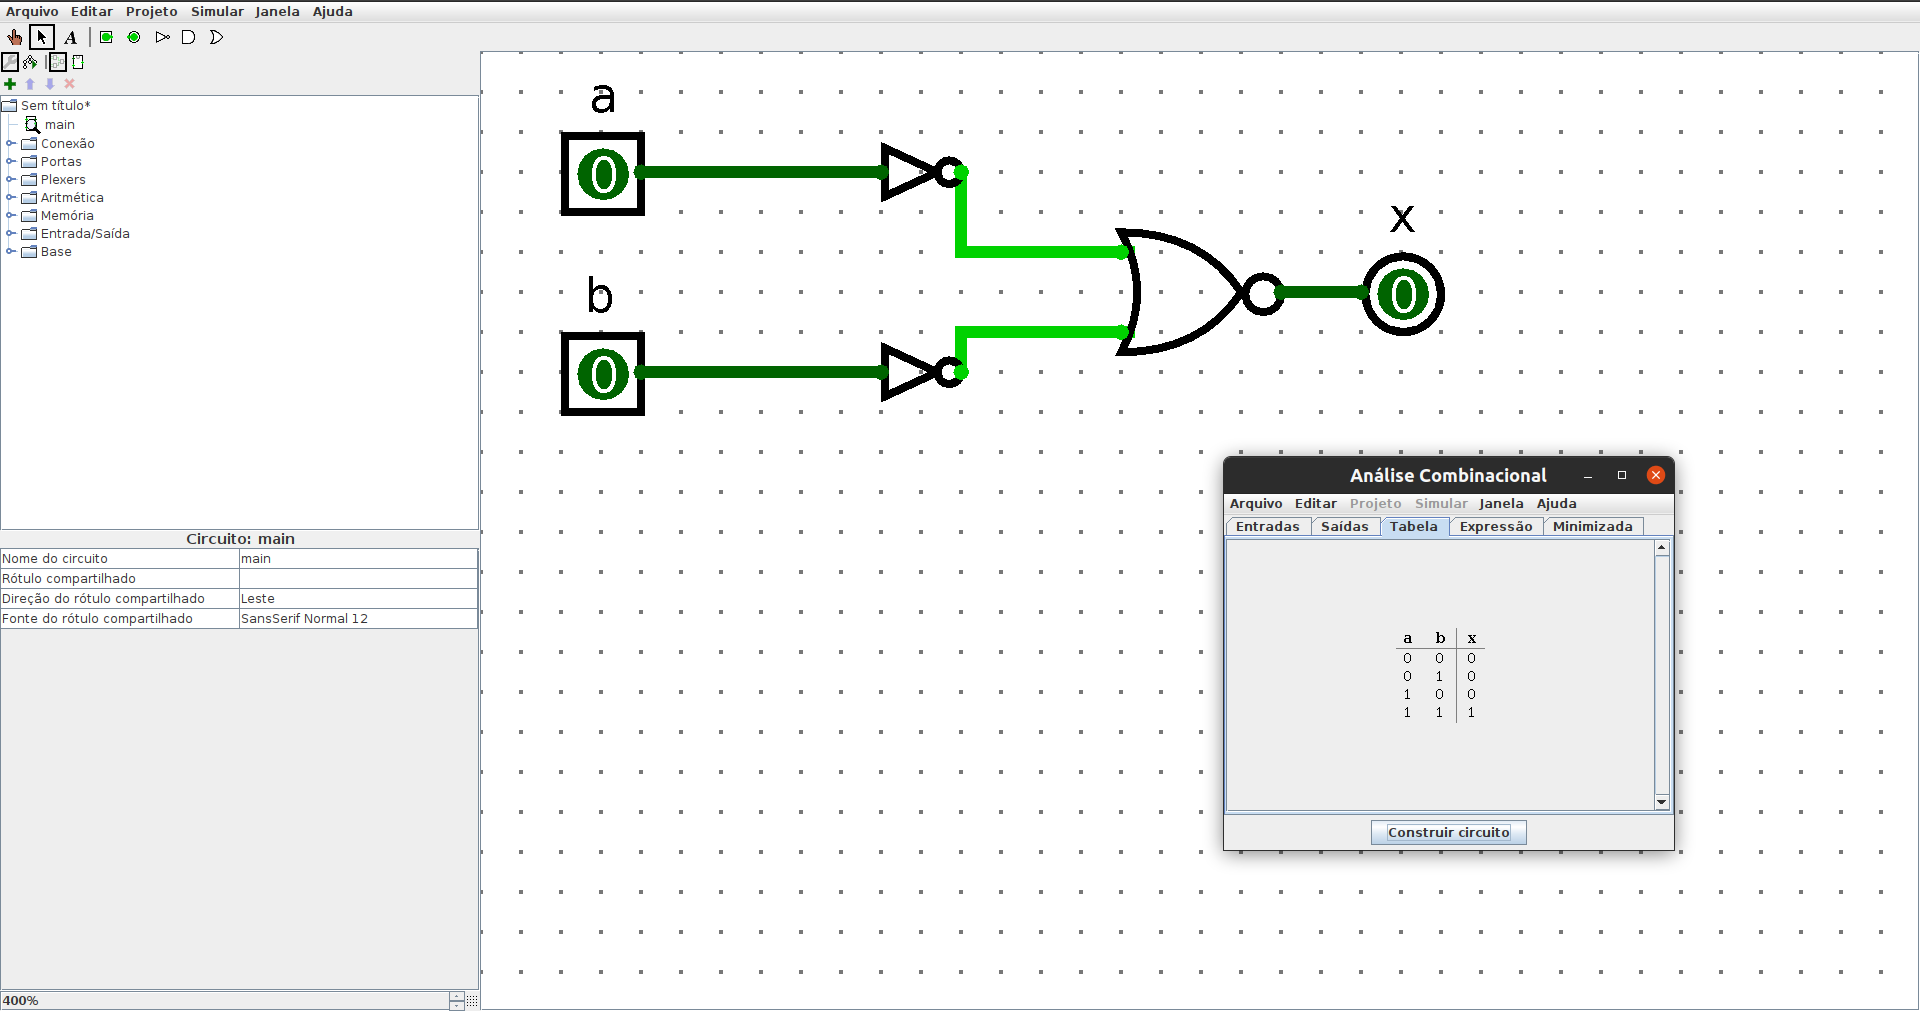 Arquivo Editar Projeto Simular Janela Ajuda
A
Sem título*
main
Conexão
Portas
Plexers
Aritmética
Memória
Entrada/Saída
Base
Circuito: main
Nome do circuito main
Rótulo compartilhado
Direção do rótulo compartilhado Leste
Fonte do rótulo compartilhado SansSerif Normal 12
400%
a
0
b
0
x
0
Análise Combinacional
Arquivo Editar Projeto Simular Janela Ajuda
Entradas Saídas Tabela Expressão Minimizada
a b x
0 0 0
0 1 0
1 0 0
1 1 1
Construir circuito